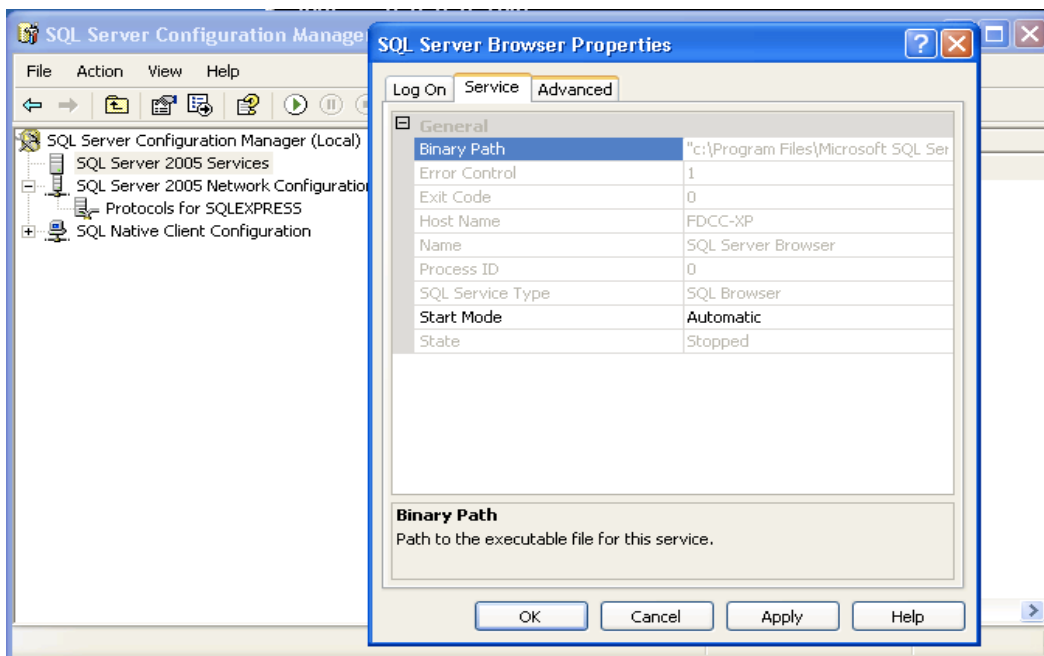 SQL Server Configuration Manage
File Action View Help
SQL Server Configuration Manager (Local)
SQL Server 2005 Services
SQL Server 2005 Network Configuratio
Protocols for SQLEXPRESS
SQL Native Client Configuration
SQL Server Browser Properties
Log On Service Advanced
General
Binary Path "c:\Program Files\Microsoft SQL Ser
Error Control 1
Exit Code 0
Host Name FDCC-XP
Name SQL Server Browser
Process ID 0
SQL Service Type SQL Browser
Start Mode Automatic
State Stopped
Binary Path
Path to the executable file for this service.
OK Cancel Apply Help